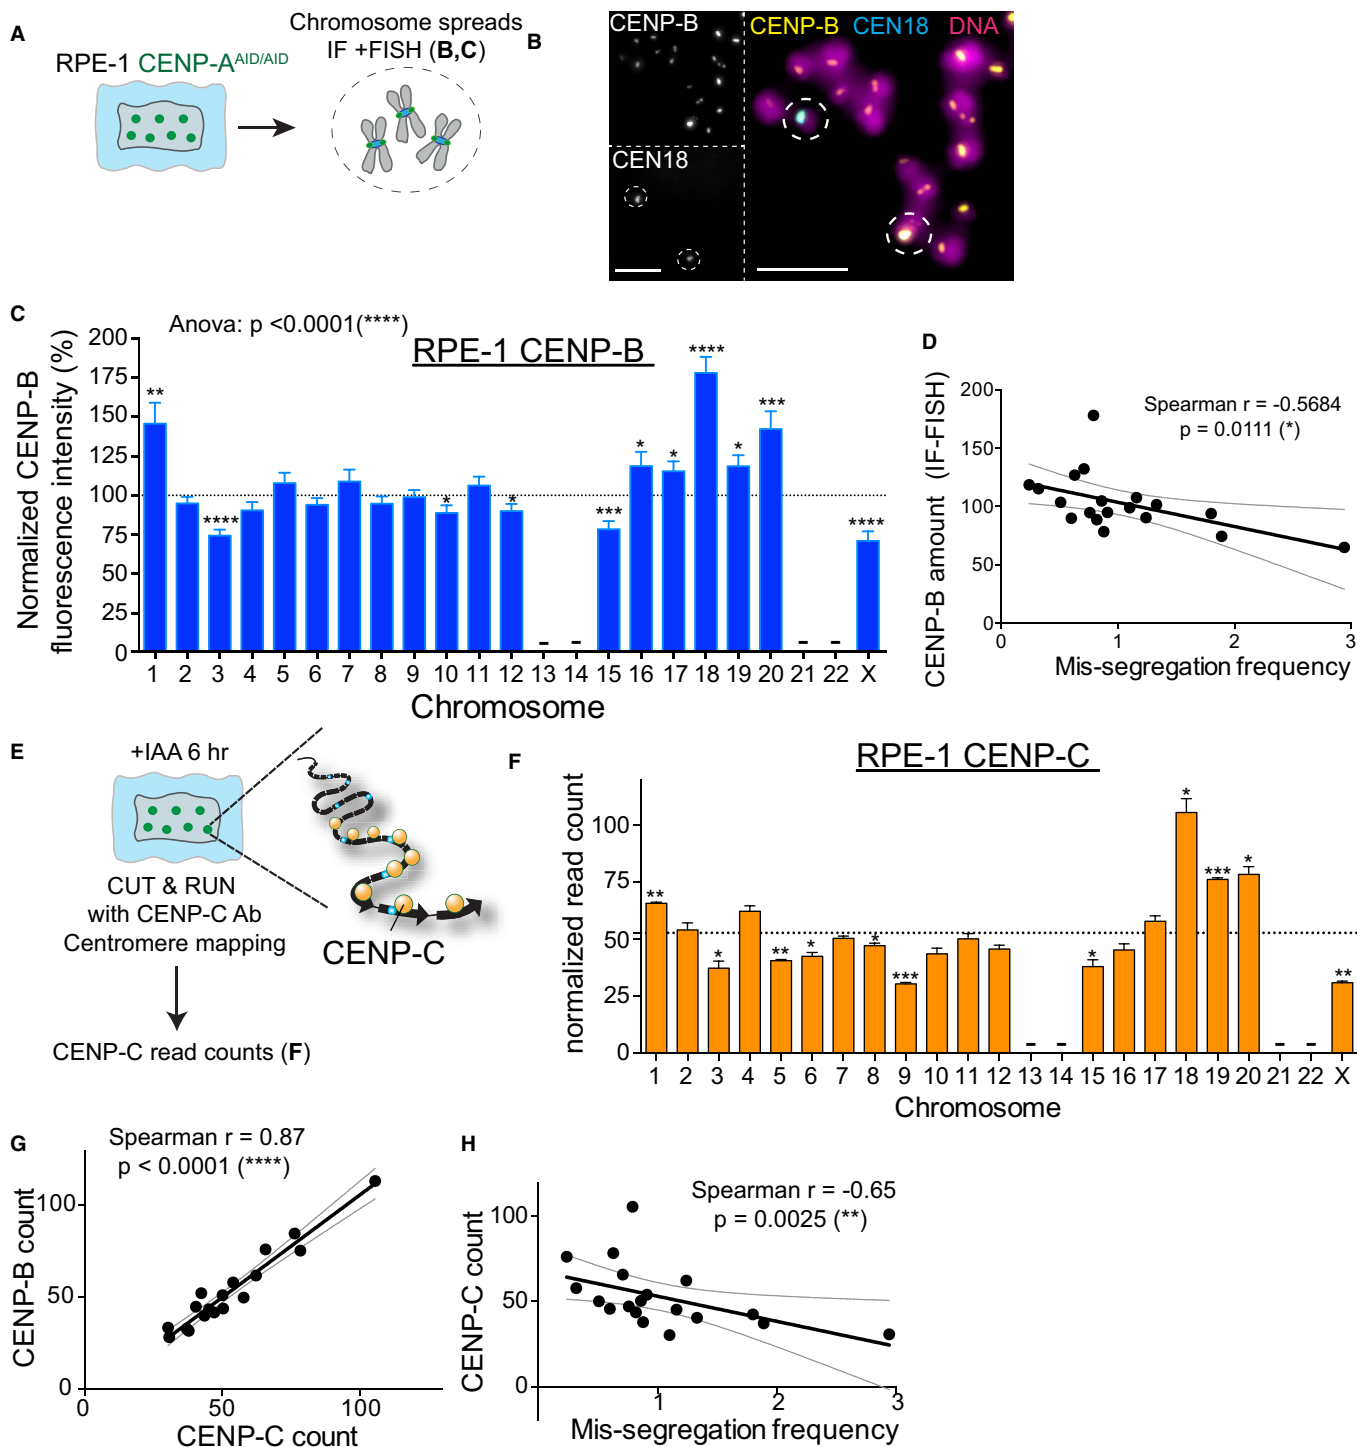 A
RPE-1 CENP-A^AID/AID
Chromosome spreads
IF +FISH (B,C)
B
CENP-B
CEN18
CENP-B CEN18 DNA
C
Anova: p <0.0001(****)
RPE-1 CENP-B
Normalized CENP-B
fluorescence intensity (%)
200
175
150
125
100
75
50
25
0
** **** * * *** * * **** * *** ****
- - - -
1 2 3 4 5 6 7 8 9 10 11 12 13 14 15 16 17 18 19 20 21 22 X
Chromosome
D
Spearman r = -0.5684
p = 0.0111 (*)
CENP-B amount (IF-FISH)
200
150
100
50
0
0 1 2 3
Mis-segregation frequency
E
+IAA 6 hr
CUT & RUN
with CENP-C Ab
Centromere mapping
CENP-C
CENP-C read counts (F)
F
RPE-1 CENP-C
normalized read count
100
75
50
25
0
** * ** * * *** * * *** * **
- - - -
1 2 3 4 5 6 7 8 9 10 11 12 13 14 15 16 17 18 19 20 21 22 X
Chromosome
G
Spearman r = 0.87
p < 0.0001 (****)
CENP-B count
100
50
0
0 50 100
CENP-C count
H
Spearman r = -0.65
p = 0.0025 (**)
CENP-C count
100
50
0
1 2 3
Mis-segregation frequency